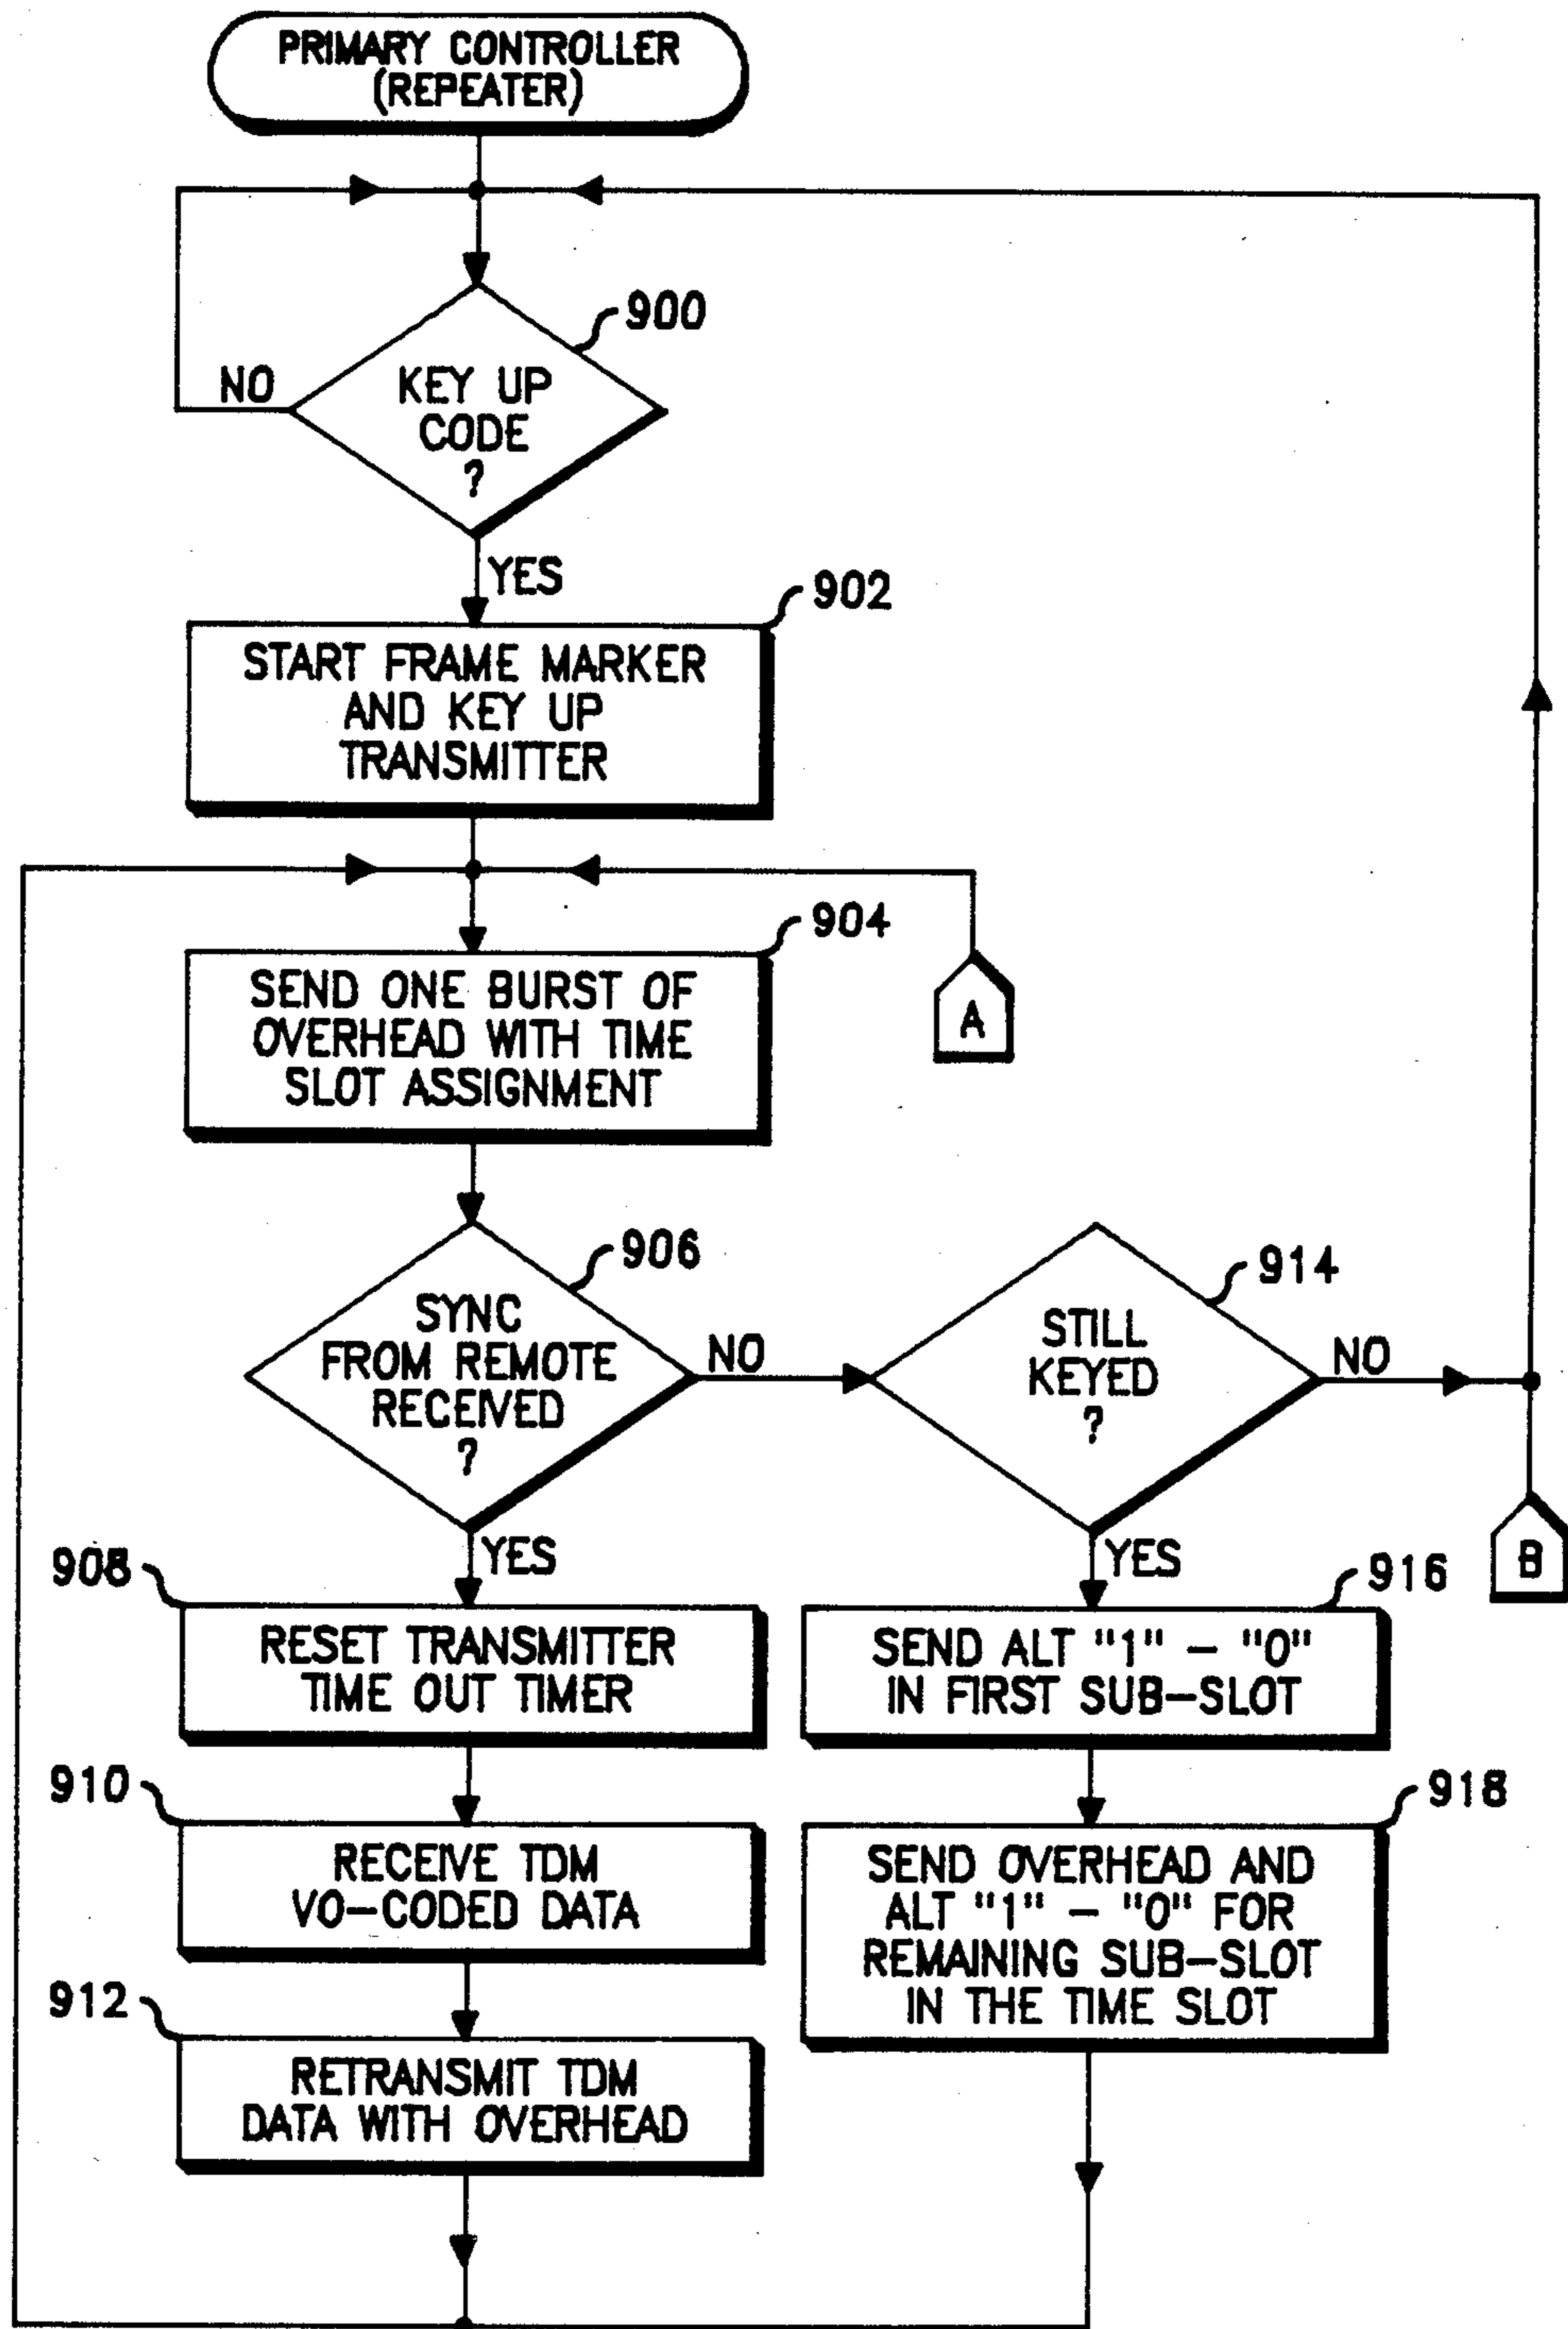 PRIMARY CONTROLLER
(REPEATER)
900
NO
KEY UP
CODE
?
YES
902
START FRAME MARKER
AND KEY UP
TRANSMITTER
904
SEND ONE BURST OF
OVERHEAD WITH TIME
SLOT ASSIGNMENT
A
906
SYNC
FROM REMOTE
RECEIVED
?
NO
914
STILL
KEYED
?
NO
B
YES
YES
908
RESET TRANSMITTER
TIME OUT TIMER
916
SEND ALT "1" - "0"
IN FIRST SUB-SLOT
910
RECEIVE TDM
VO-CODED DATA
918
SEND OVERHEAD AND
ALT "1" - "0" FOR
REMAINING SUB-SLOT
IN THE TIME SLOT
912
RETRANSMIT TDM
DATA WITH OVERHEAD